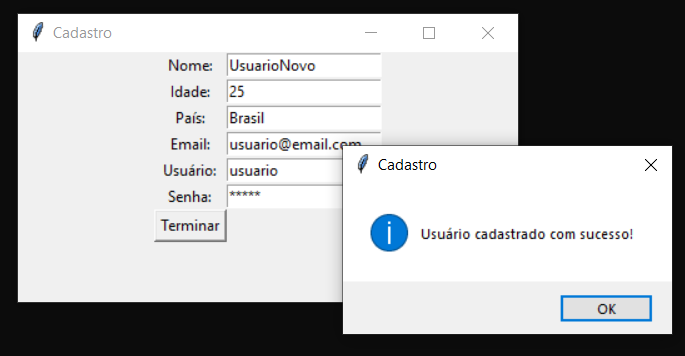 Cadastro
Nome: UsuarioNovo
Idade: 25
País: Brasil
Email: usuario@email.com
Usuário: usuario
Senha: *****
Terminar
Cadastro
Usuário cadastrado com sucesso!
OK